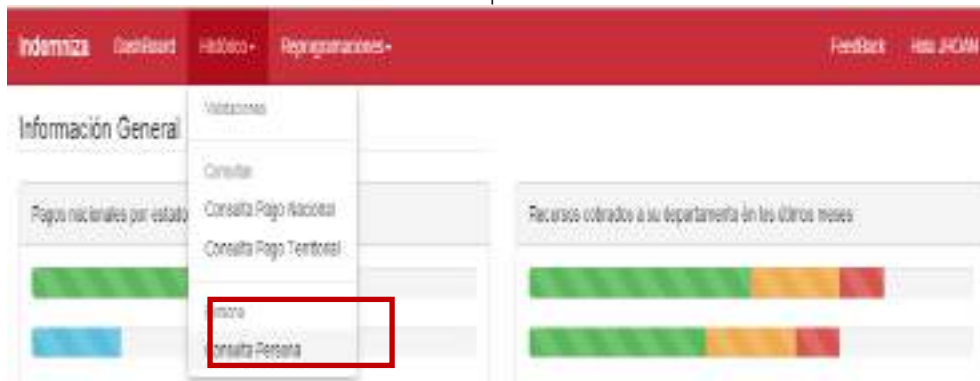 Indemniza DashBoard Histórico Reprogramaciones FeedBack Hola JHOAN
Información General
Validaciones
Consultas
Consulta Pago Nacional
Consulta Pago Territorial
Persona
Consulta Persona
Pagos nacionales por estado
Recursos cobrados a su departamento en los últimos meses